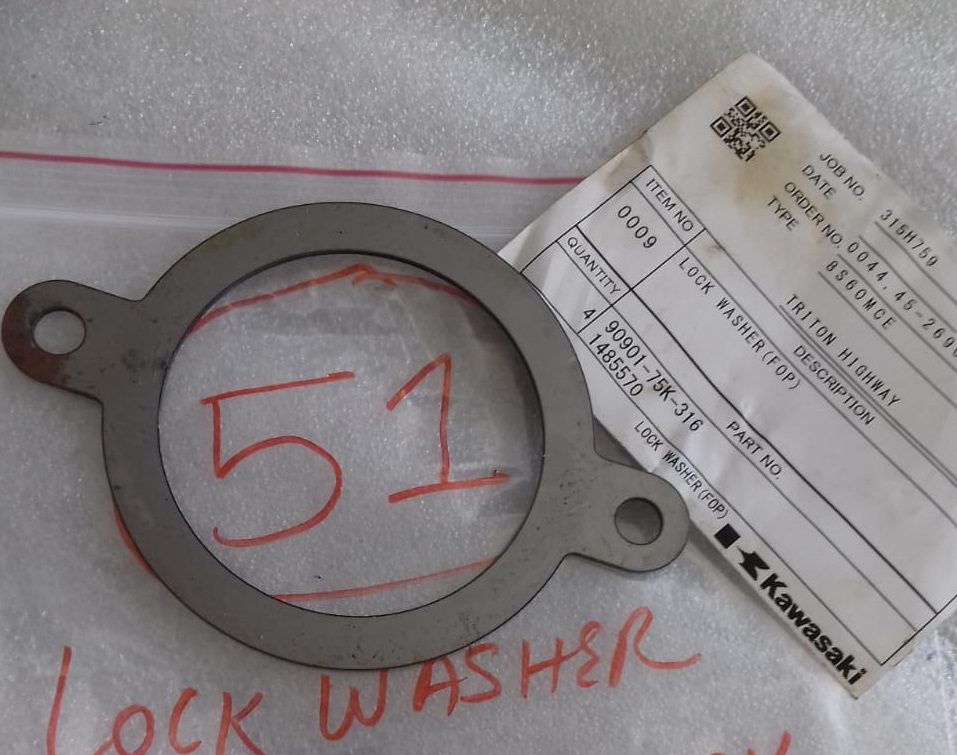 JOB NO. 315H759
DATE
ORDER NO. 0044.45-269
TYPE 8S60MCE
TRITON HIGHWAY
ITEM NO
DESCRIPTION
0009
LOCK WASHER(FOP)
QUANTITY
PART NO.
4
90901-75K-316
1485570
LOCK WASHER(FOP)
Kawasaki
51
LOCK WASHER